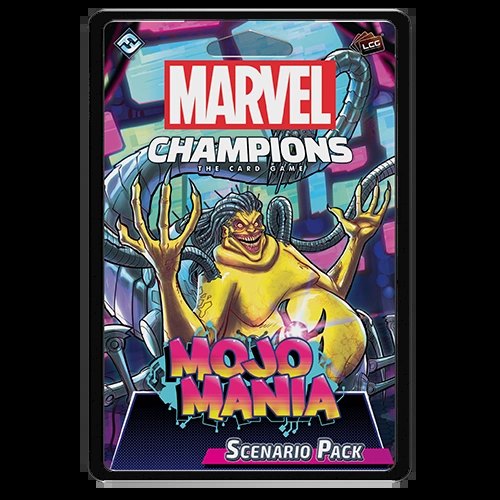 LCG
MARVEL
CHAMPIONS
THE CARD GAME
MOJO
MANIA
SCENARIO PACK